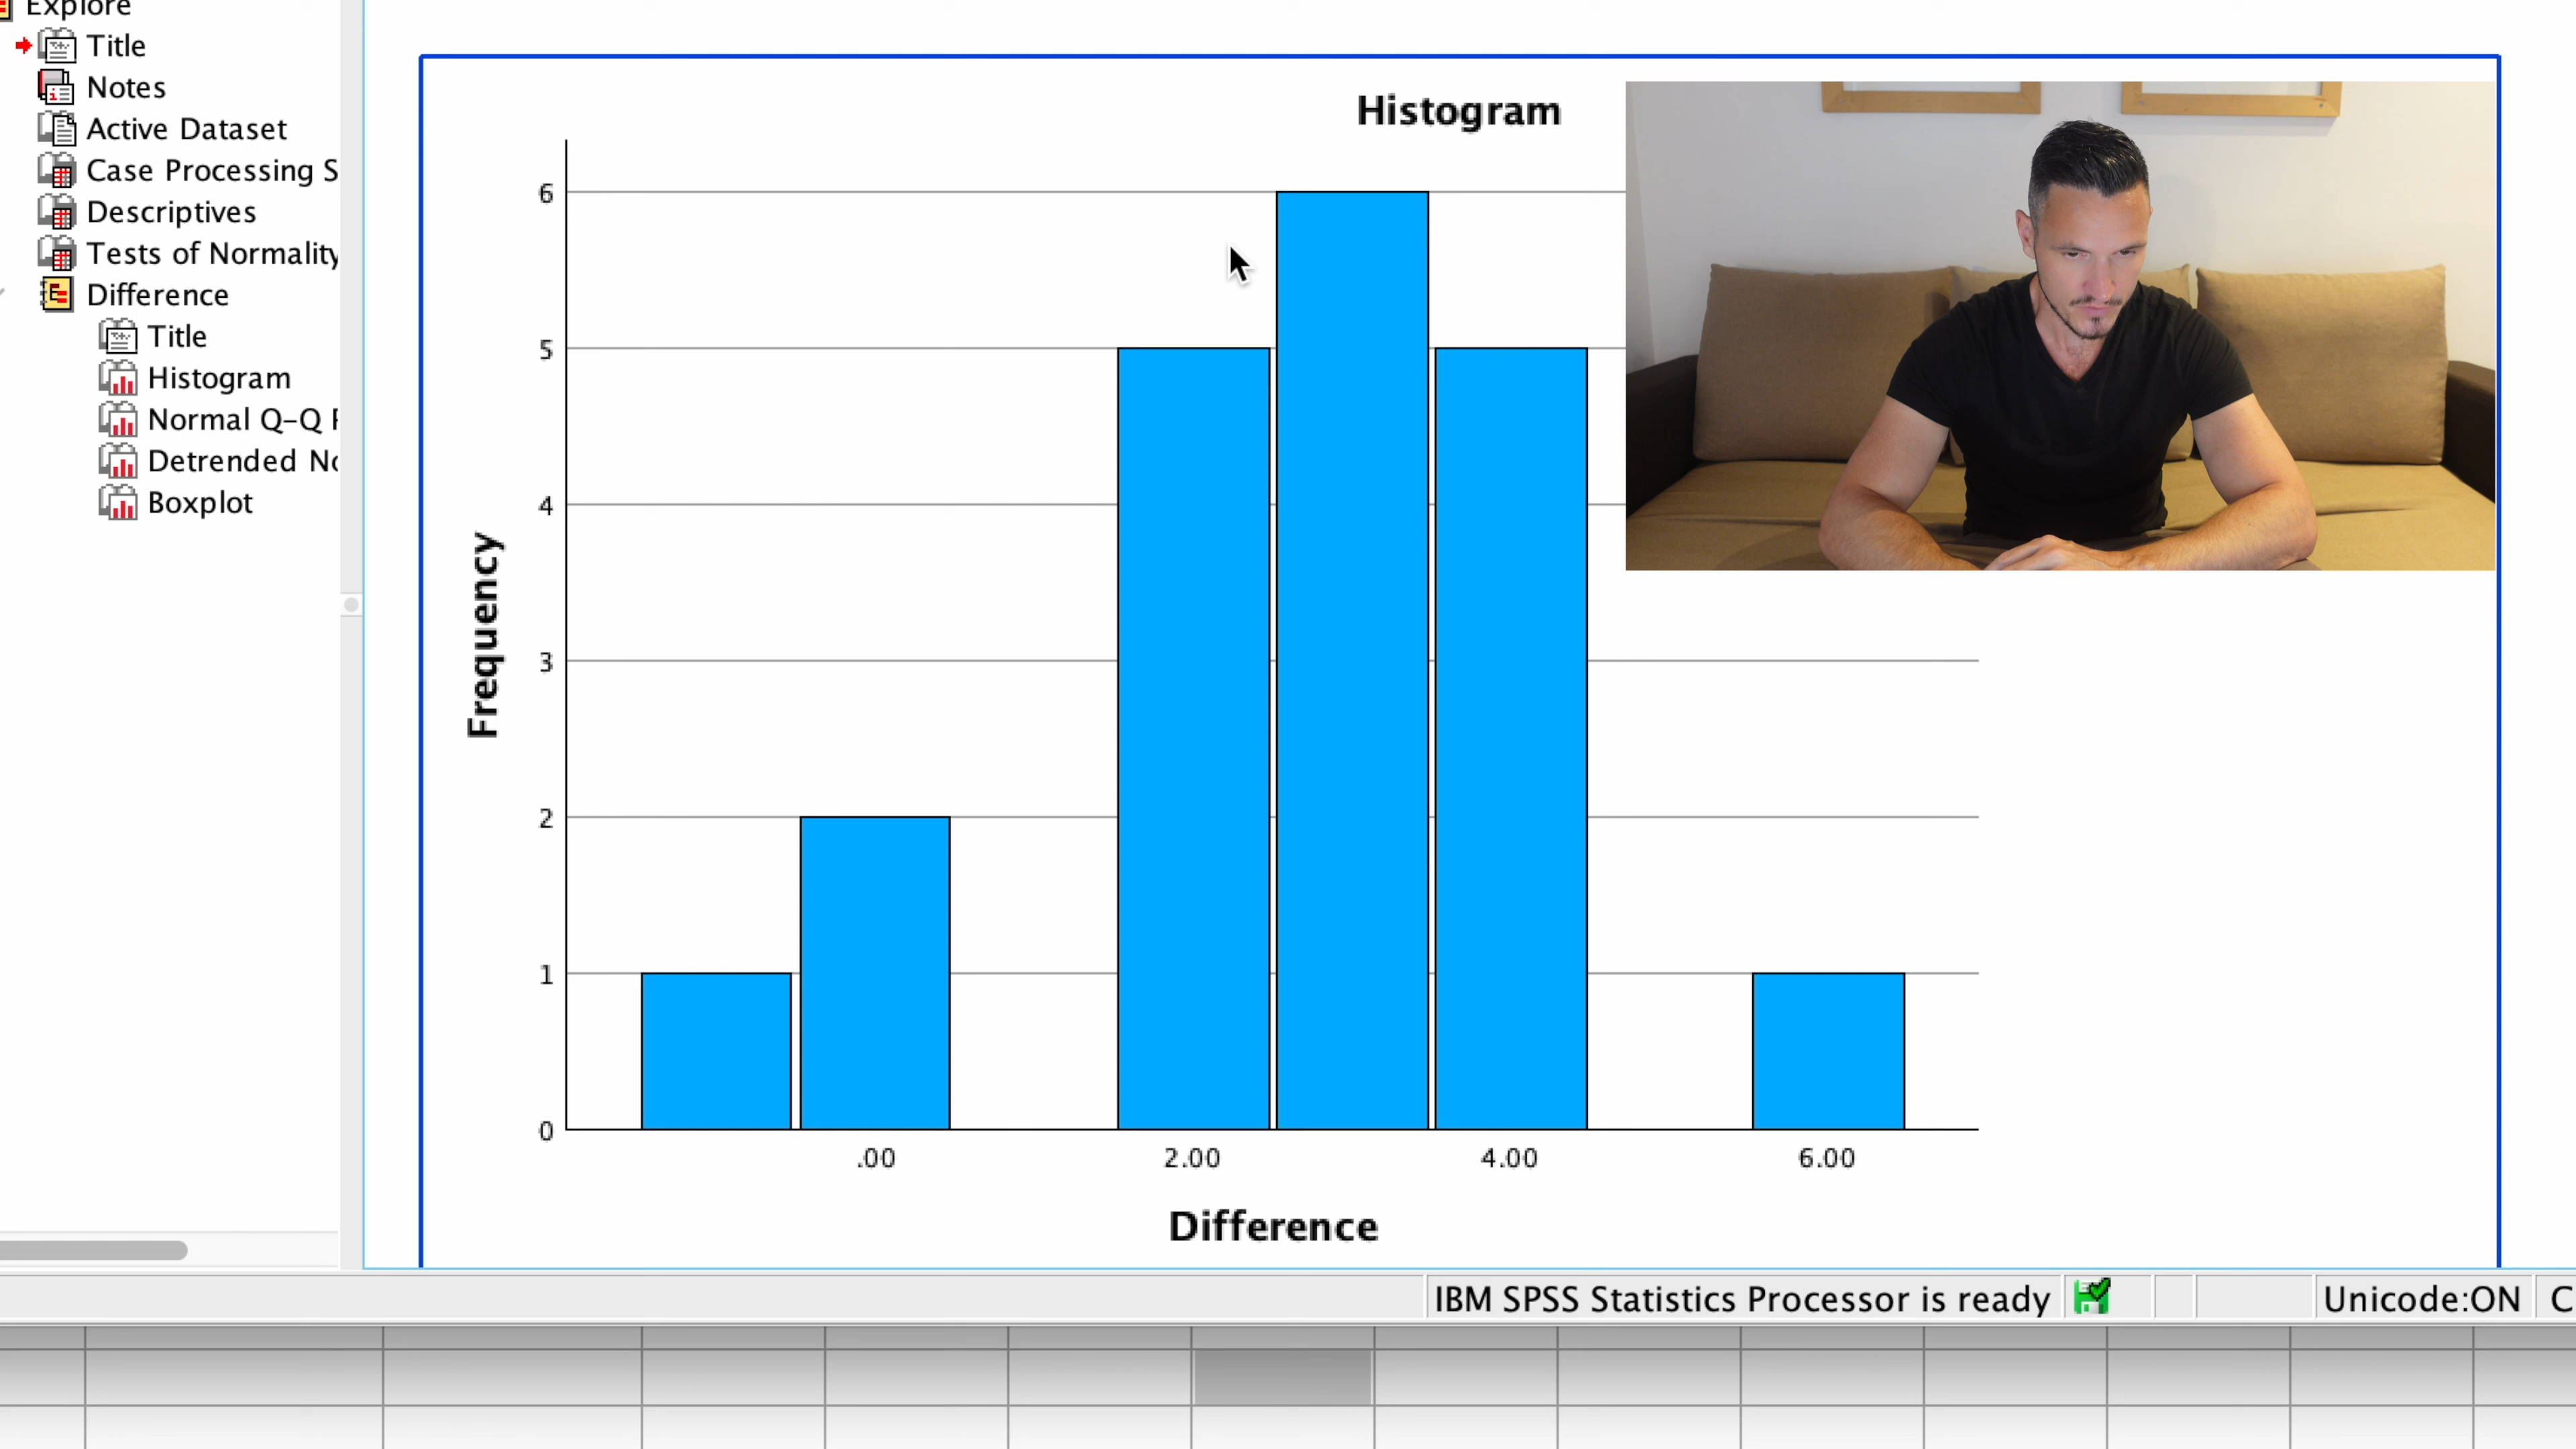 Explore
Title
Notes
Active Dataset
Case Processing S
Descriptives
Tests of Normality
Difference
Title
Histogram
Normal Q-Q
Detrended
Boxplot
Histogram
Frequency
6
5
4
3
2
1
0
.00 2.00 4.00 6.00
Difference
IBM SPSS Statistics Processor is ready
Unicode:ON